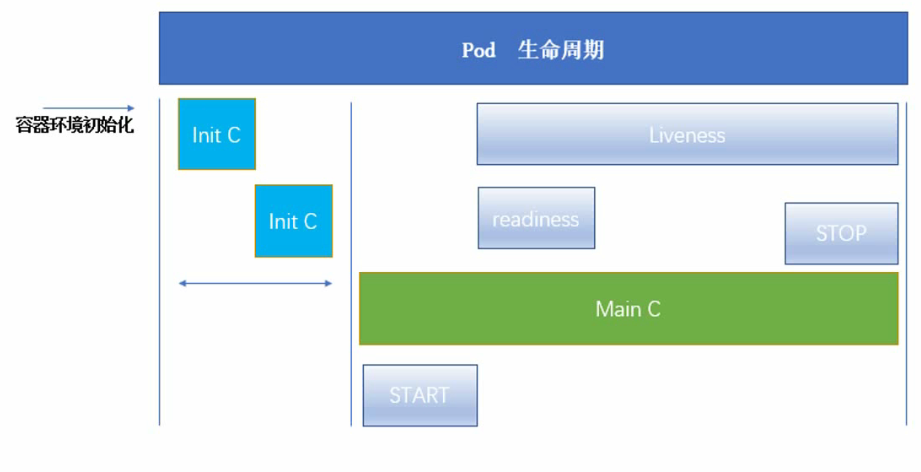 Pod 生命周期
容器环境初始化
Init C
Liveness
Init C
readiness
STOP
Main C
START